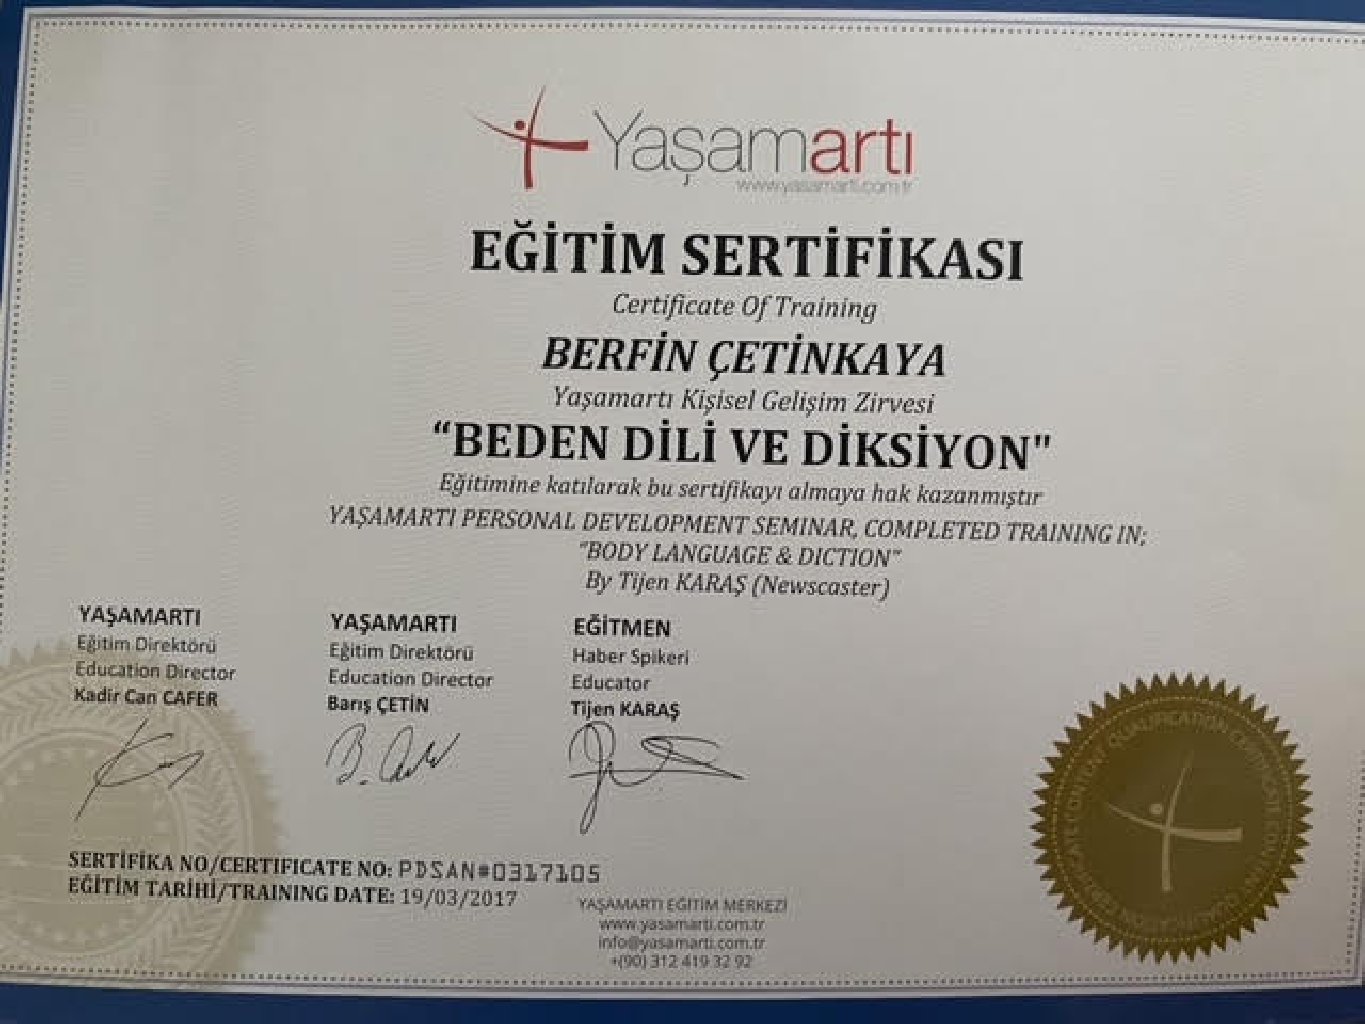 Yaşamartı
www.yasamarti.com.tr
EĞİTİM SERTİFİKASI
Certificate Of Training
BERFİN ÇETİNKAYA
Yaşamartı Kişisel Gelişim Zirvesi
“BEDEN DİLİ VE DİKSİYON"
Eğitimine katılarak bu sertifikayı almaya hak kazanmıştır
YAŞAMARTI PERSONAL DEVELOPMENT SEMINAR, COMPLETED TRAINING IN;
"BODY LANGUAGE & DICTION"
By Tijen KARAŞ (Newscaster)
YAŞAMARTI
Eğitim Direktörü
Education Director
Kadir Can CAFER
YAŞAMARTI
Eğitim Direktörü
Education Director
Barış ÇETİN
EĞİTMEN
Haber Spikeri
Educator
Tijen KARAŞ
SERTİFİKA NO/CERTIFICATE NO: PDSAN#0317105
EĞİTİM TARİHİ/TRAINING DATE: 19/03/2017
YAŞAMARTI EĞİTİM MERKEZİ
www.yasamarti.com.tr
info@yasamarti.com.tr
+(90) 312 419 32 92
QUALIFICATION